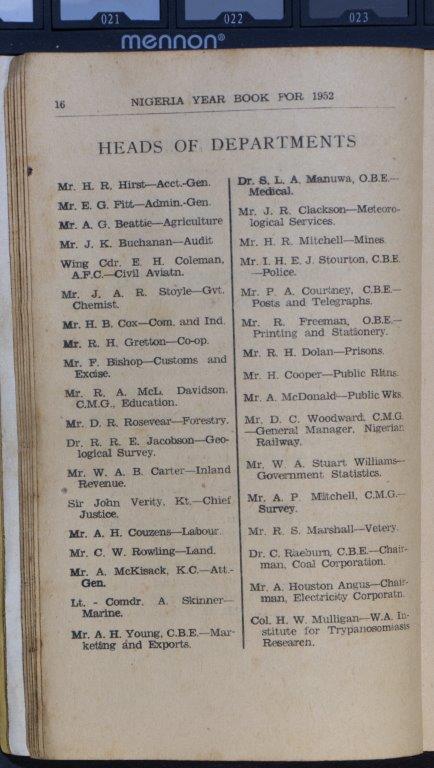 021
022
023
mennon®
16
NIGERIA YEAR BOOK FOR 1952
HEADS OF DEPARTMENTS
Mr. H. R. Hirst—Acct.-Gen.
Mr. E. G. Fitt—Admin.-Gen.
Mr. A. G. Beattie—Agriculture
Mr. J. K. Buchanan—Audit
Wing Cdr. E. H. Coleman,
A.F.C.—Civil Aviatn.
Mr. J. A. R. Stoyle—Gvt.
Chemist.
Mr. H. B. Cox—Com. and Ind.
Mr. R. H. Gretton—Co-op.
Mr. F. Bishop—Customs and
Excise.
Mr. R. A. McL. Davidson,
C.M.G., Education.
Mr. D. R. Rosevear—Forestry.
Dr. R. R. E. Jacobson—Geo-
logical Survey.
Mr. W. A. B. Carter—Inland
Revenue.
Sir John Verity, Kt.—Chief
Justice.
Mr. A. H. Couzens—Labour.
Mr. C. W. Rowling—Land.
Mr. A. McKisack, K.C.—Att.-
Gen.
Lt. - Comdr. A. Skinner—
Marine.
Mr. A. H. Young, C.B.E.—Mar-
keting and Exports.
Dr. S. L. A. Manuwa, O.B.E.—
Medical.
Mr. J. R. Clackson—Meteoro-
logical Services.
Mr. H. R. Mitchell—Mines
Mr. I. H. E. J. Stourton, C.B.E.
—Police.
Mr. P. A. Courtney, C.B.E.—
Posts and Telegraphs.
Mr. R. Freeman, O.B.E.—
Printing and Stationery.
Mr. R. H. Dolan—Prisons.
Mr. H. Cooper—Public Rltns.
Mr. A. McDonald—Public Wks.
Mr. D. C. Woodward, C.M.G.
—General Manager, Nigerian
Railway.
Mr. W. A. Stuart Williams—
Government Statistics.
Mr. A. P. Mitchell, C.M.G.—
Survey.
Mr. R. S. Marshall—Vetery.
Dr. C. Raeburn, C.B.E.—Chair-
man, Coal Corporation.
Mr. A. Houston Angus—Chair-
man, Electricity Corporatn.
Col. H. W. Mulligan—W.A. In-
stitute for Trypanosomiasis
Research.